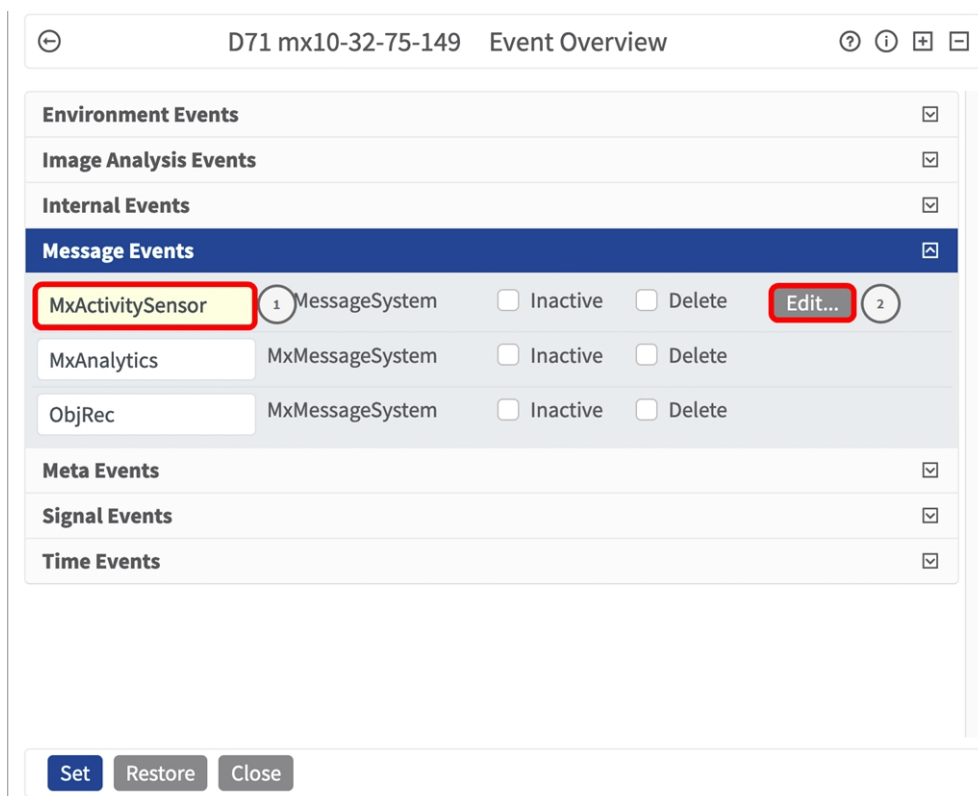 D71 mx10-32-75-149 Event Overview
Environment Events
Image Analysis Events
Internal Events
Message Events
MxActivitySensor 1 MessageSystem Inactive Delete Edit... 2
MxAnalytics MxMessageSystem Inactive Delete
ObjRec MxMessageSystem Inactive Delete
Meta Events
Signal Events
Time Events
Set Restore Close